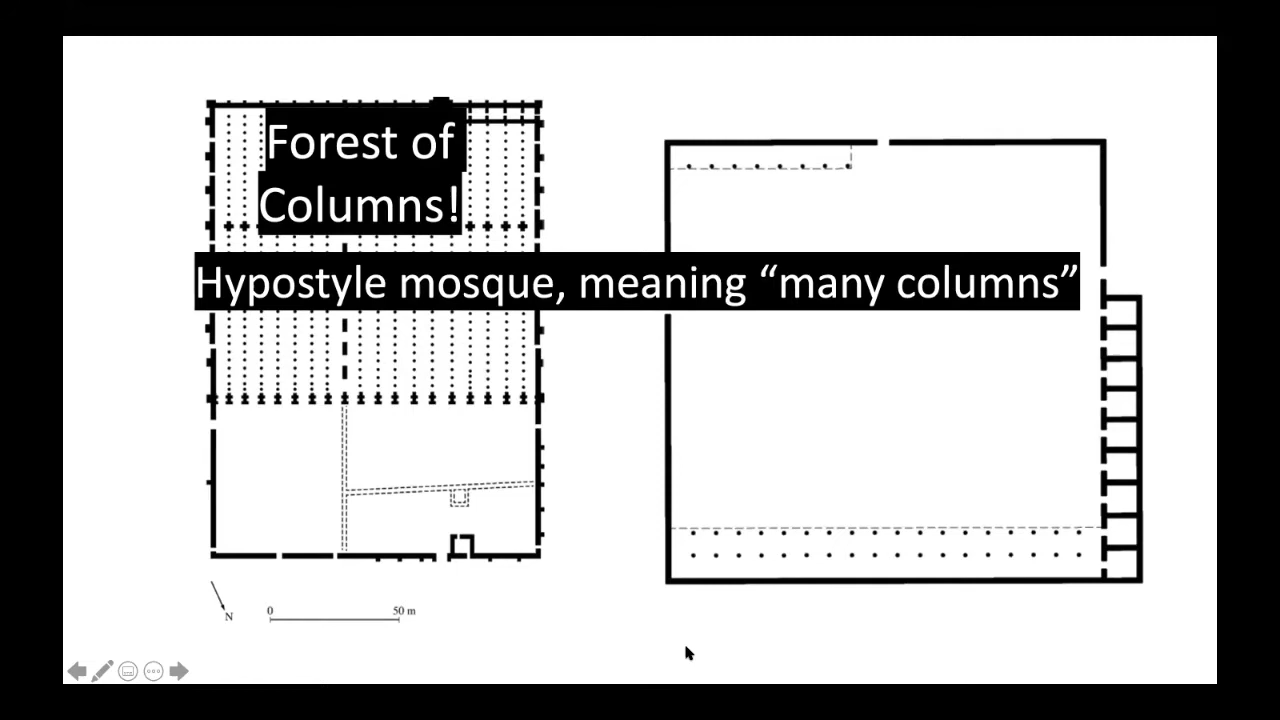 Forest of
Columns!
Hypostyle mosque, meaning “many columns”
N
0 50 m